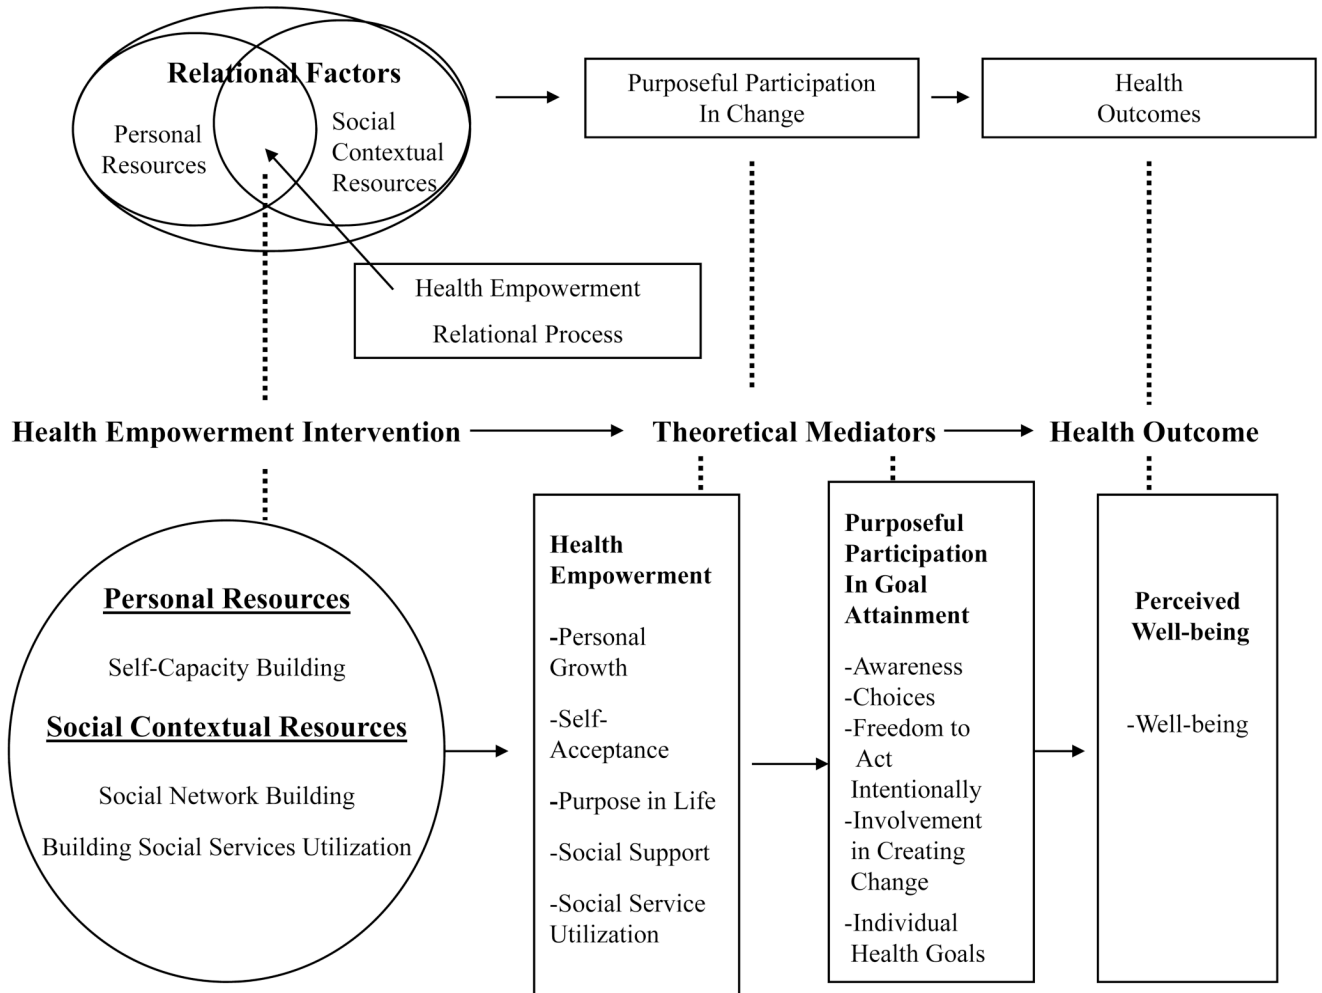 Relational Factors
Personal
Resources
Social
Contextual
Resources
Purposeful Participation
In Change
Health
Outcomes
Health Empowerment
Relational Process
Health Empowerment Intervention
Theoretical Mediators
Health Outcome
Personal Resources
Self-Capacity Building
Social Contextual Resources
Social Network Building
Building Social Services Utilization
Health
Empowerment
-Personal
Growth
-Self-
Acceptance
-Purpose in Life
-Social Support
-Social Service
Utilization
Purposeful
Participation
In Goal
Attainment
-Awareness
-Choices
-Freedom to
Act
Intentionally
-Involvement
in Creating
Change
-Individual
Health Goals
Perceived
Well-being
-Well-being